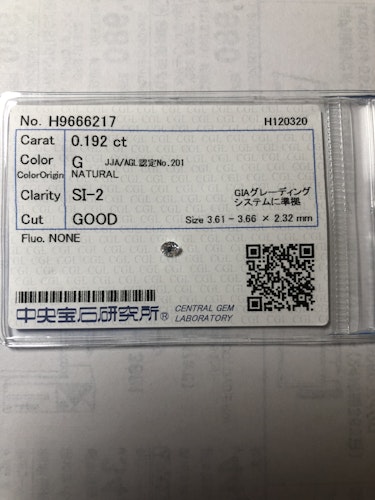 No. H9666217 H120320
Carat 0.192 ct
Color G JJA/AGL認定No.201
ColorOrigin NATURAL
Clarity SI-2 GIAグレーディング
システムに準拠
Cut GOOD Size 3.61 - 3.66 × 2.32 mm
Fluo. NONE
中央宝石研究所® CENTRAL GEM
LABORATORY